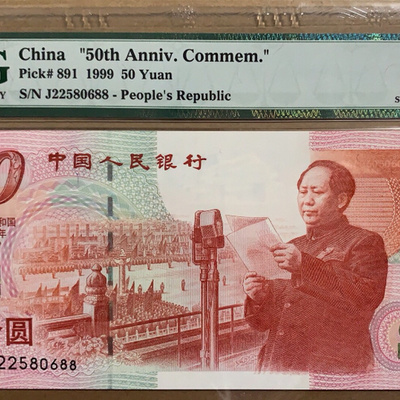 China "50th Anniv. Commem."
Pick# 891 1999 50 Yuan
S/N J22580688 - People's Republic
中国人民银行
圆
22580688